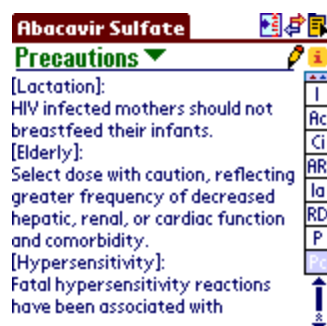 Abacavir Sulfate
Precautions
[Lactation]:
HIV infected mothers should not
breastfeed their infants.
[Elderly]:
Select dose with caution, reflecting
greater frequency of decreased
hepatic, renal, or cardiac function
and comorbidity.
[Hypersensitivity]:
Fatal hypersensitivity reactions
have been associated with
i
I
Ac
Ci
AR
Ia
RD
P
Pc